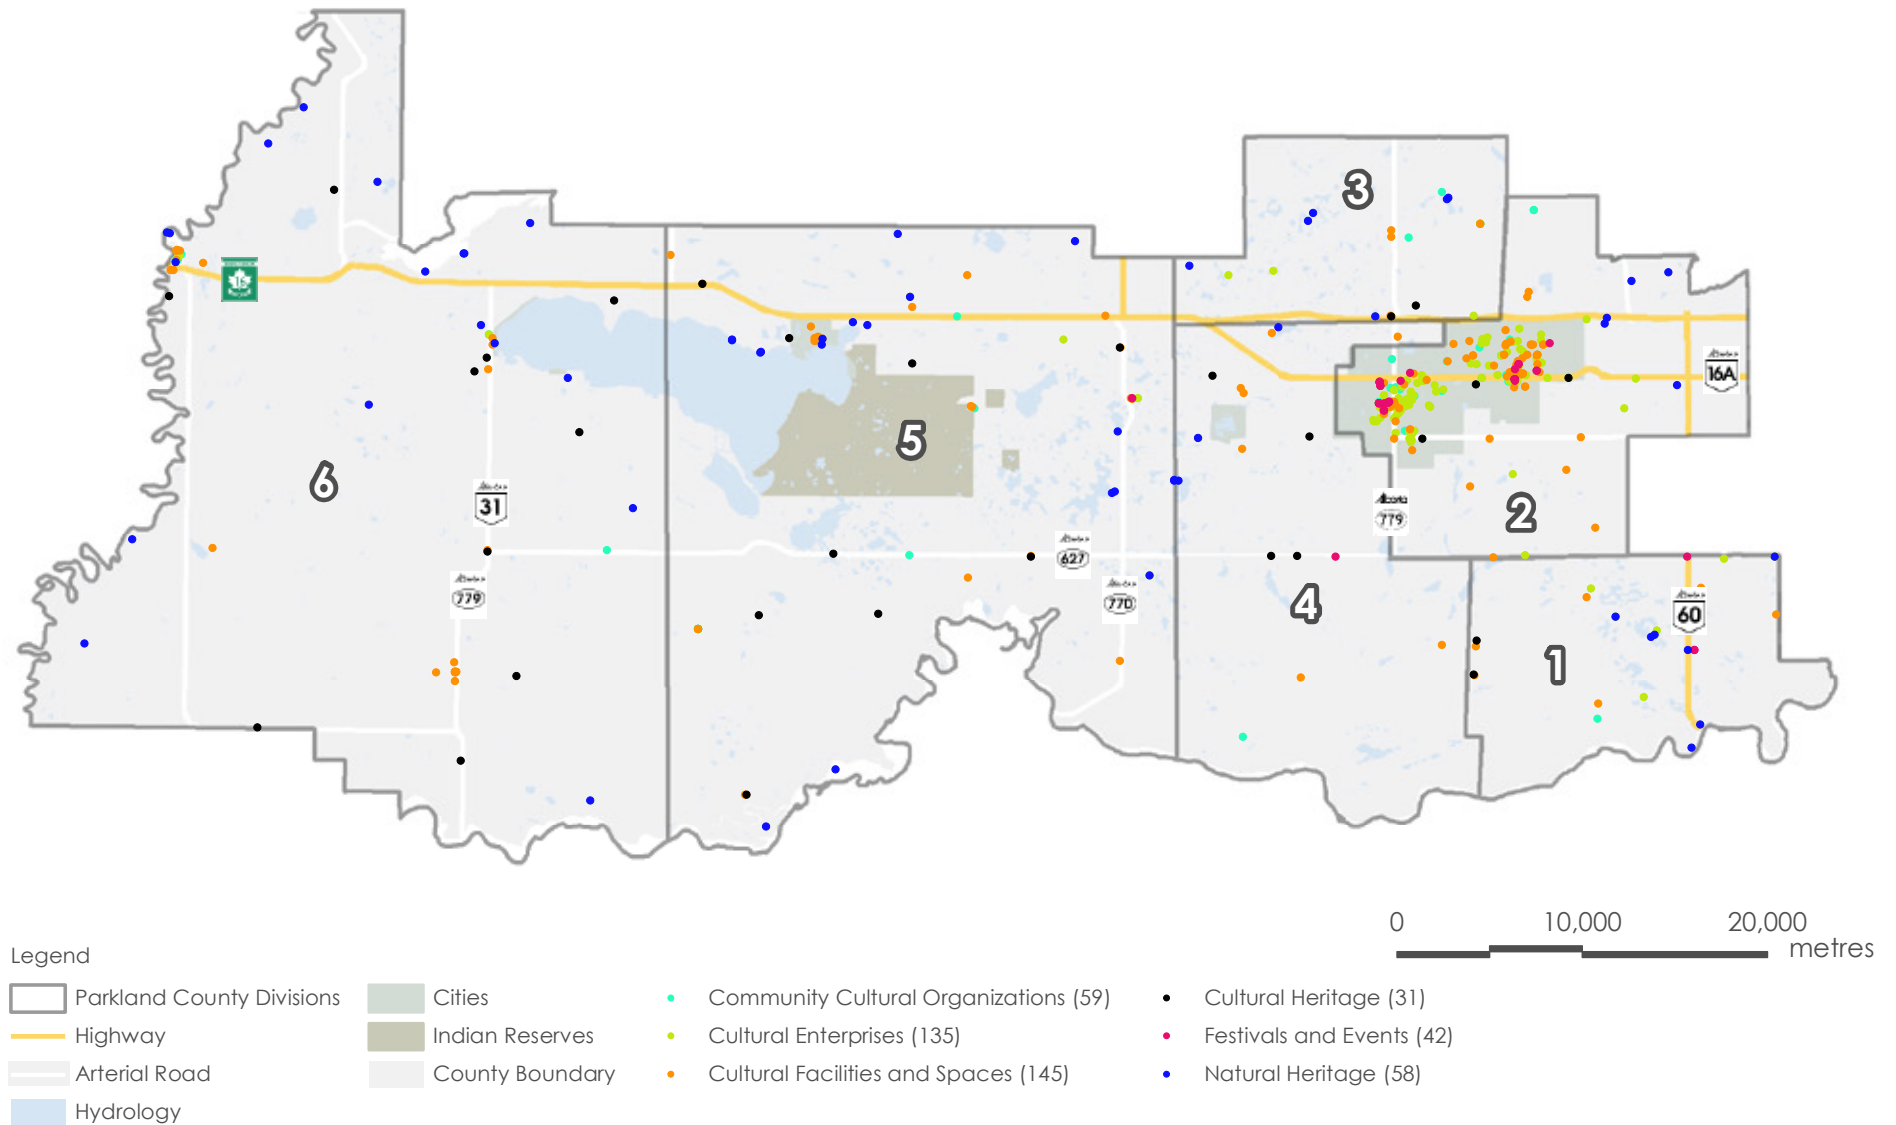 3
16
16A
5
6
31
Alberta
779
2
627
779
770
4
60
1
0 10,000 20,000
metres
Legend
Parkland County Divisions
Highway
Arterial Road
Hydrology
Cities
Indian Reserves
County Boundary
Community Cultural Organizations (59)
Cultural Enterprises (135)
Cultural Facilities and Spaces (145)
Cultural Heritage (31)
Festivals and Events (42)
Natural Heritage (58)